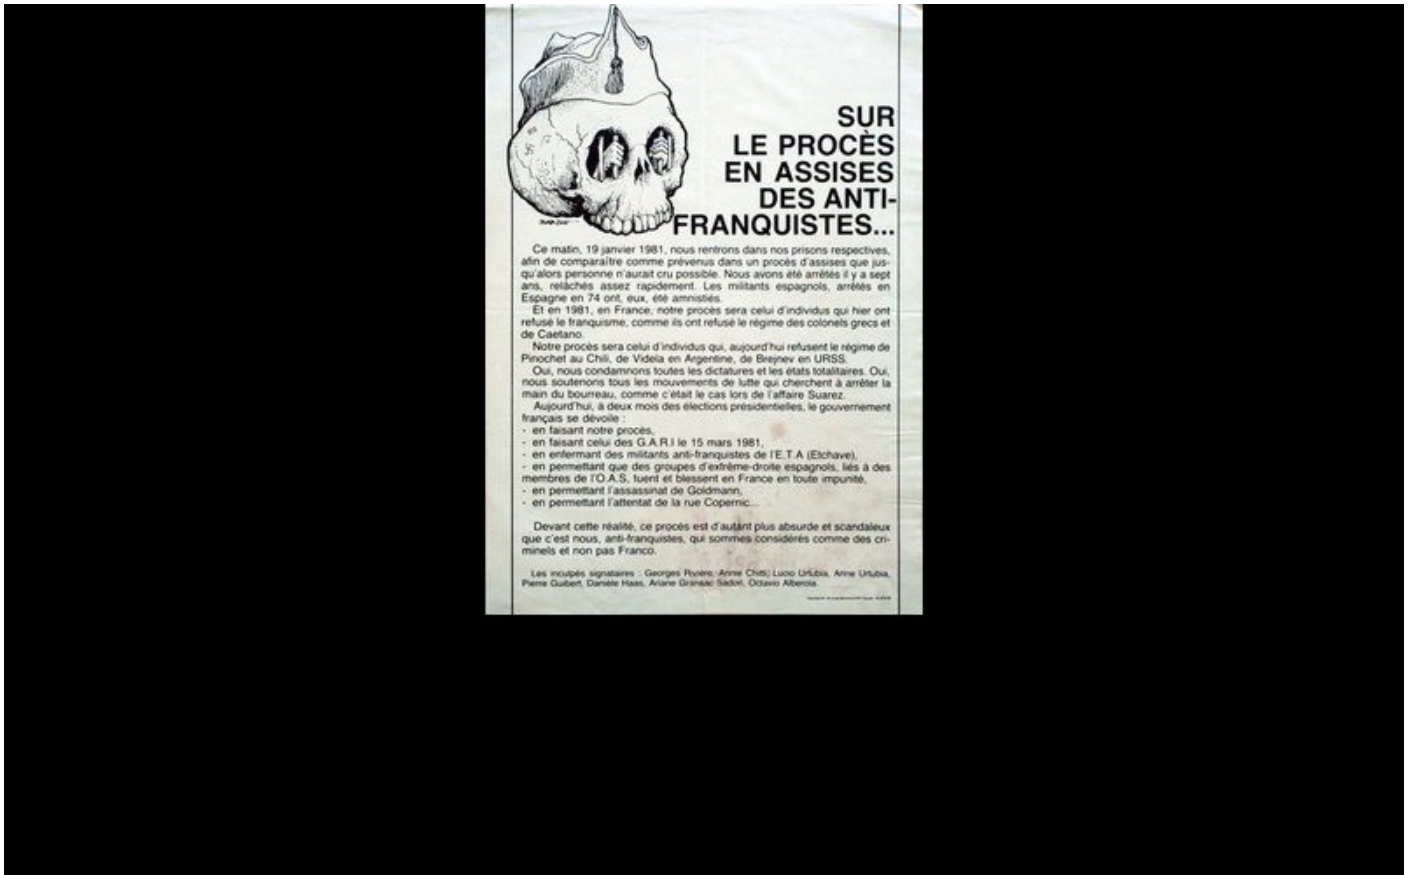 SUR
LE PROCÈS
EN ASSISES
DES ANTI-
FRANQUISTES...
Ce matin, 19 janvier 1981, nous rentrons dans nos prisons respectives,
afin de comparaître comme prévenus dans un procès d'assises que jus-
qu'alors personne n'aurait cru possible. Nous avons été arrêtés il y a sept
ans, relâchés assez rapidement. Les militants espagnols, arrêtés en
Espagne en 74 ont, eux, été amnistiés.
Et en 1981, en France, notre procès sera celui d'individus qui hier ont
refusé le franquisme, comme ils ont refusé le régime des colonels grecs et
de Caetano.
Notre procès sera celui d'individus qui, aujourd'hui refusent le régime de
Pinochet au Chili, de Videla en Argentine, de Brejnev en URSS.
Oui, nous condamnons toutes les dictatures et les états totalitaires. Oui,
nous soutenons tous les mouvements de lutte qui cherchent à arrêter la
main du bourreau, comme c'était le cas lors de l'affaire Suarez.
Aujourd'hui, à deux mois des élections présidentielles, le gouvernement
français se dévoile :
- en faisant notre procès,
- en faisant celui des G.A.R.I le 15 mars 1981,
- en enfermant des militants anti-franquistes de l'E.T.A (Etchave),
- en permettant que des groupes d'extrême-droite espagnols, liés à des
membres de l'O.A.S, tuent et blessent en France en toute impunité,
- en permettant l'assassinat de Goldmann,
- en permettant l'attentat de la rue Copernic...
Devant cette réalité, ce procès est d'autant plus absurde et scandaleux
que c'est nous, anti-franquistes, qui sommes considérés comme des cri-
minels et non pas Franco.
Les inculpés signataires : Georges Rivière, Annie Chitti, Lucio Urtubia, Anne Urtubia,
Pierre Guibert, Danièle Haas, Ariane Gransac Sadori, Octavio Alberola.